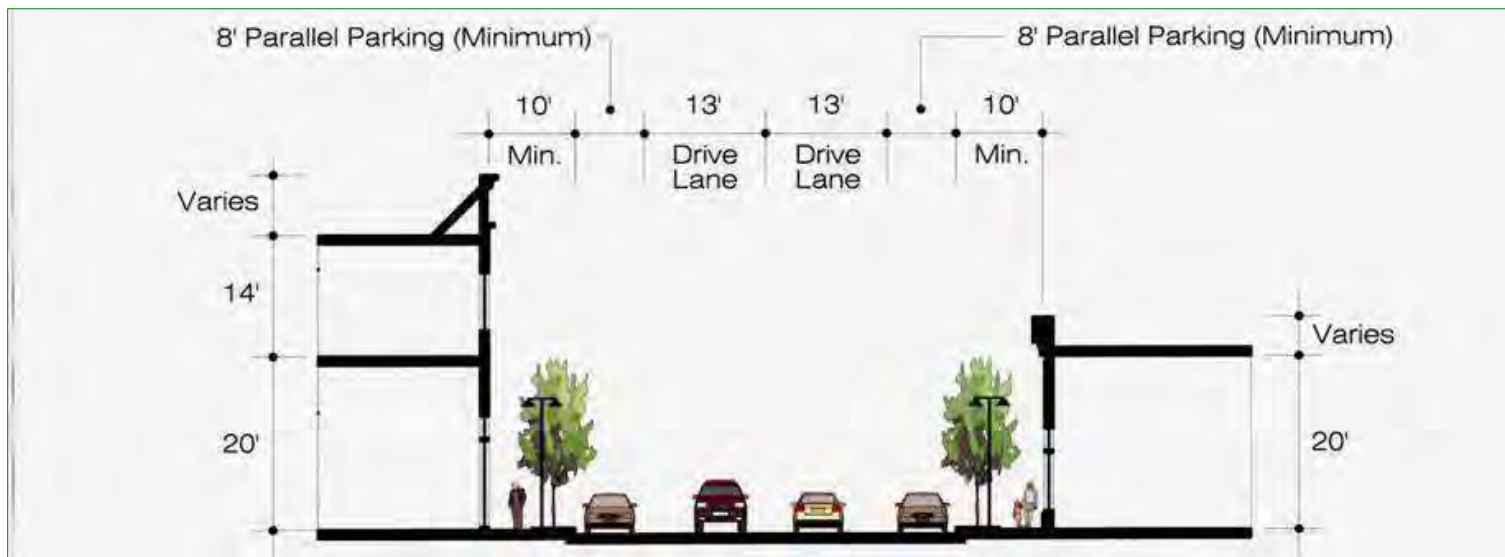 8' Parallel Parking (Minimum)
8' Parallel Parking (Minimum)
10'
13'
13'
10'
Min.
Drive
Lane
Drive
Lane
Min.
Varies
14'
20'
Varies
20'